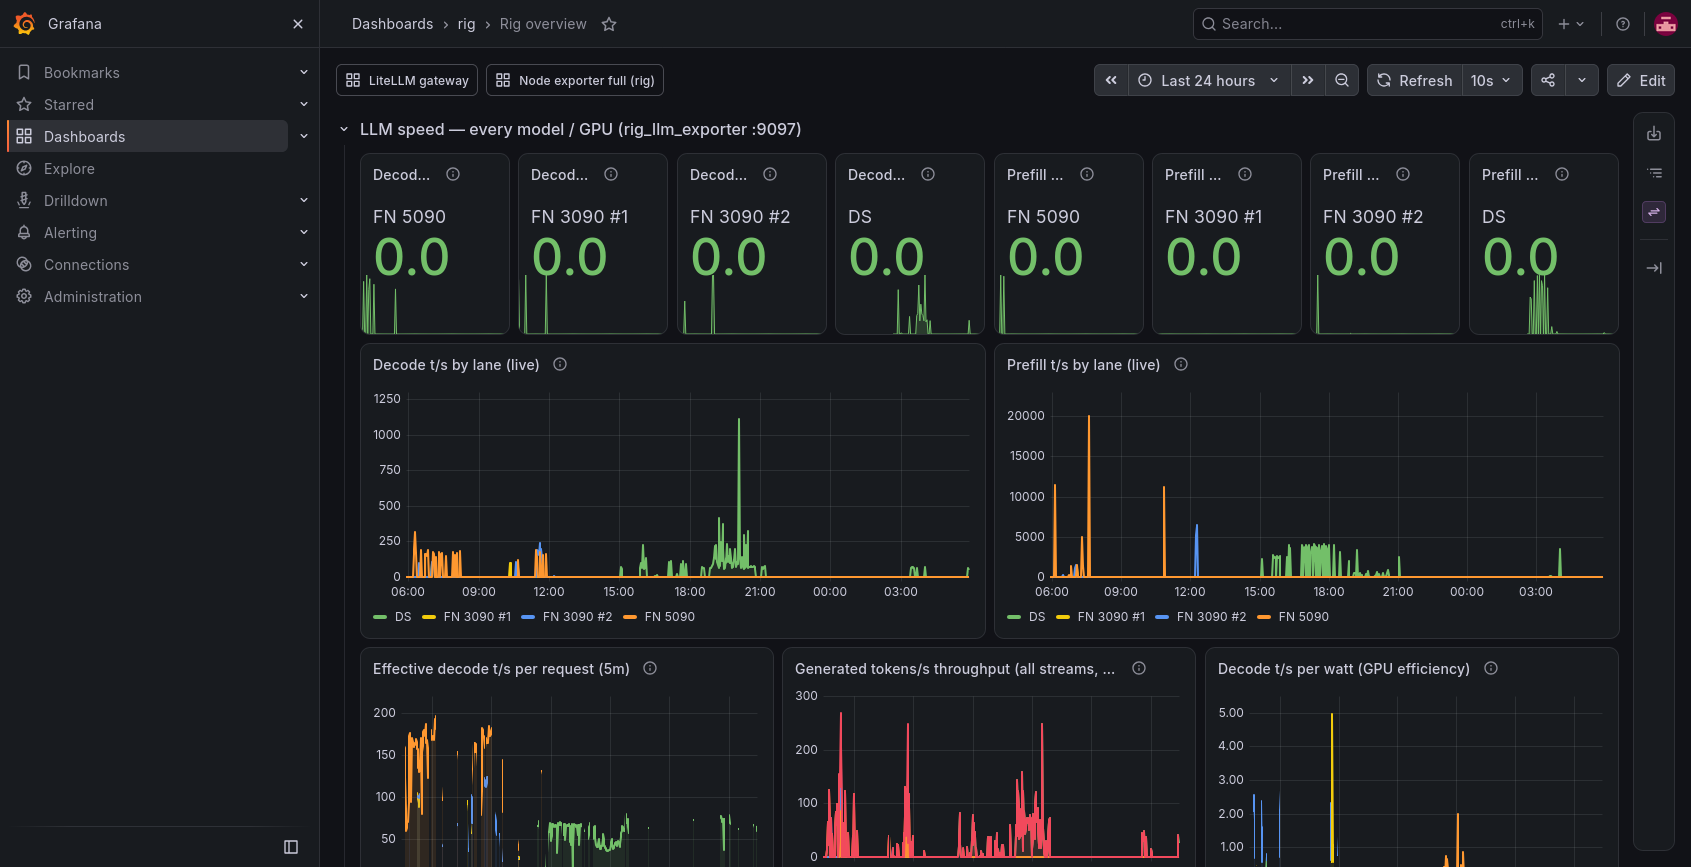 Grafana
Dashboards › rig › Rig overview
Search...
ctrl+k
Bookmarks
Starred
Dashboards
Explore
Drilldown
Alerting
Connections
Administration
LiteLLM gateway
Node exporter full (rig)
Last 24 hours
Refresh
10s
Edit
LLM speed — every model / GPU (rig_llm_exporter :9097)
Decod...
FN 5090
0.0
Decod...
FN 3090 #1
0.0
Decod...
FN 3090 #2
0.0
Decod...
DS
0.0
Prefill ...
FN 5090
0.0
Prefill ...
FN 3090 #1
0.0
Prefill ...
FN 3090 #2
0.0
Prefill ...
DS
0.0
Decode t/s by lane (live)
1250
1000
750
500
250
0
06:00 09:00 12:00 15:00 18:00 21:00 00:00 03:00
DS FN 3090 #1 FN 3090 #2 FN 5090
Prefill t/s by lane (live)
20000
15000
10000
5000
0
06:00 09:00 12:00 15:00 18:00 21:00 00:00 03:00
DS FN 3090 #1 FN 3090 #2 FN 5090
Effective decode t/s per request (5m)
200
150
100
50
Generated tokens/s throughput (all streams, ...
300
200
100
0
Decode t/s per watt (GPU efficiency)
5.00
4.00
3.00
2.00
1.00